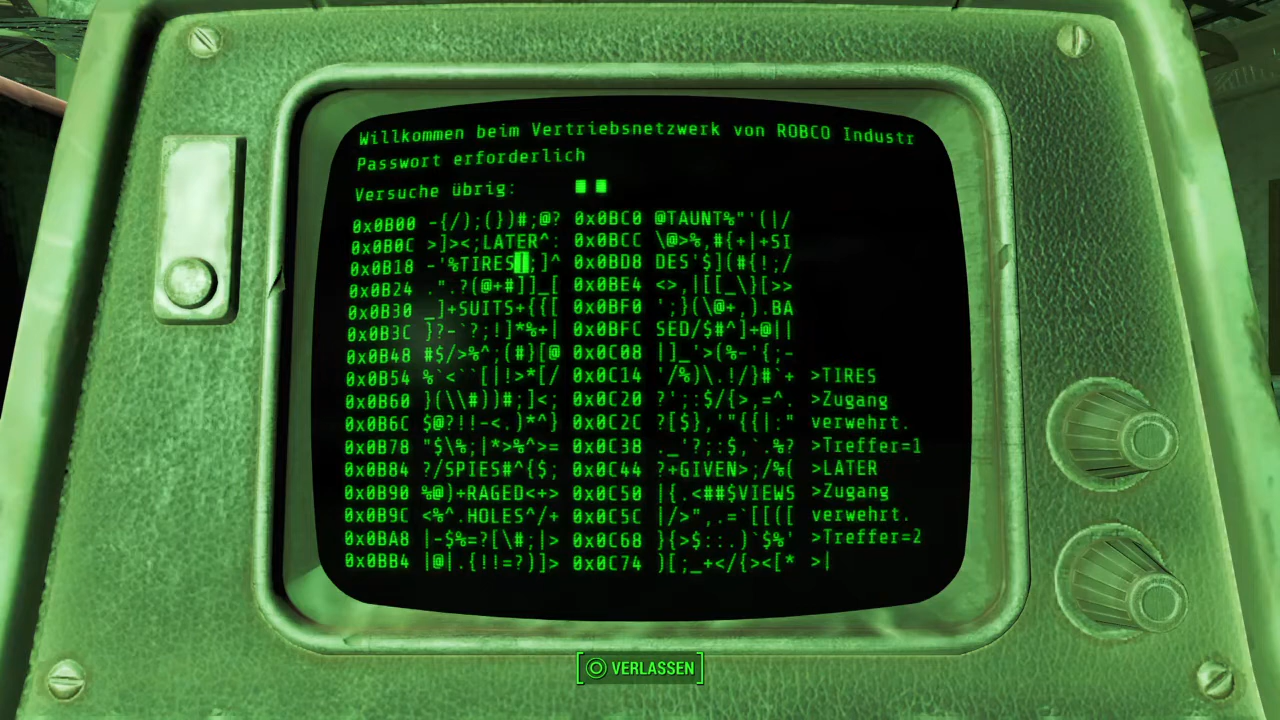 Willkommen beim Vertriebsnetzwerk von ROBCO Industr
Passwort erforderlich
Versuche übrig: ■ ■
0x0B00 -{/);(})#;@? 0x0BC0 @TAUNT%"'(|/
0x0B0C >]><;LATER^: 0x0BCC \@>%,#{+|+SI
0x0B18 -'%TIRES[;]^ 0x0BD8 DES'$](#{!;/
0x0B24 .".?(@+#]]_[ 0x0BE4 <>,|[[_\}[>>
0x0B30 _]+SUITS+{{[ 0x0BF0 ';}(\@+,).BA
0x0B3C }?-`?;!]*%+| 0x0BFC SED/$#^]+@||
0x0B48 #$/>%^;(#}[@ 0x0C08 |]_'>(%-'{;-
0x0B54 %`<``[|!>*[/ 0x0C14 '/%)\.!/}#`+ >TIRES
0x0B60 }(\\#))#;]<; 0x0C20 ?';:$/{>,=^. >Zugang
0x0B6C $@?!!-<.)*^} 0x0C2C ?[$},'"{{|:" verwehrt.
0x0B78 "$\%;|*>%^>= 0x0C38 ._'?;:$,`.%? >Treffer=1
0x0B84 ?/SPIES#^{$; 0x0C44 ?+GIVEN>;/%( >LATER
0x0B90 %@)+RAGED<+> 0x0C50 |{.<##$VIEWS >Zugang
0x0B9C <%^.HOLES^/+ 0x0C5C |/>",.=`[[([ verwehrt.
0x0BA8 |-$%=?[\#;|> 0x0C68 }{>$::.)`$%' >Treffer=2
0x0BB4 |@|.{!!=?)]> 0x0C74 )[;_+</{><[* >|
VERLASSEN